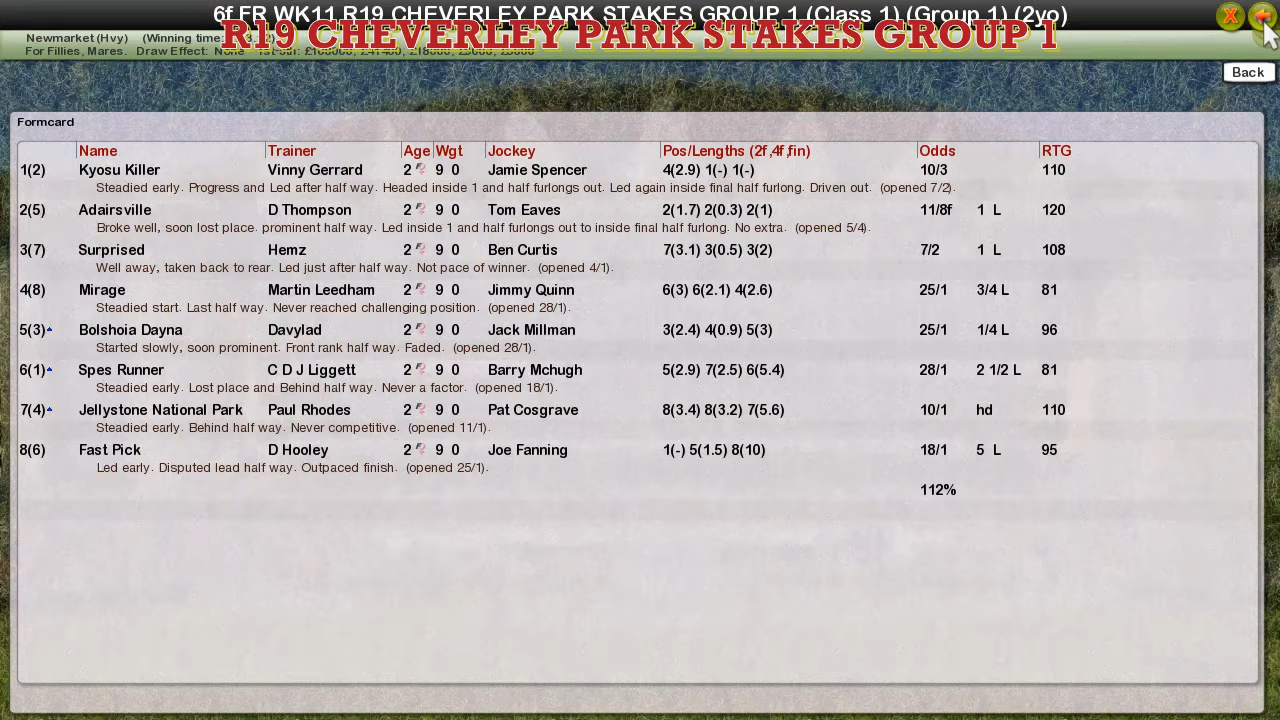 6f FR WK11 R19 CHEVERLEY PARK STAKES GROUP 1 (Class 1) (Group 1) (2yo)
R19 CHEVERLEY PARK STAKES GROUP 1
Newmarket (Hvy) (Winning time:
For Fillies, Mares. Draw Effect: None
Back
Formcard
Name Trainer Age Wgt Jockey Pos/Lengths (2f,4f,fin) Odds RTG
1(2) Kyosu Killer Vinny Gerrard 2 9 0 Jamie Spencer 4(2.9) 1(-) 1(-) 10/3 110
Steadied early. Progress and Led after half way. Headed inside 1 and half furlongs out. Led again inside final half furlong. Driven out. (opened 7/2).
2(5) Adairsville D Thompson 2 9 0 Tom Eaves 2(1.7) 2(0.3) 2(1) 11/8f 1 L 120
Broke well, soon lost place. prominent half way. Led inside 1 and half furlongs out to inside final half furlong. No extra. (opened 5/4).
3(7) Surprised Hemz 2 9 0 Ben Curtis 7(3.1) 3(0.5) 3(2) 7/2 1 L 108
Well away, taken back to rear. Led just after half way. Not pace of winner. (opened 4/1).
4(8) Mirage Martin Leedham 2 9 0 Jimmy Quinn 6(3) 6(2.1) 4(2.6) 25/1 3/4 L 81
Steadied start. Last half way. Never reached challenging position. (opened 28/1).
5(3) Bolshoia Dayna Davylad 2 9 0 Jack Millman 3(2.4) 4(0.9) 5(3) 25/1 1/4 L 96
Started slowly, soon prominent. Front rank half way. Faded. (opened 28/1).
6(1) Spes Runner C D J Liggett 2 9 0 Barry Mchugh 5(2.9) 7(2.5) 6(5.4) 28/1 2 1/2 L 81
Steadied early. Lost place and Behind half way. Never a factor. (opened 18/1).
7(4) Jellystone National Park Paul Rhodes 2 9 0 Pat Cosgrave 8(3.4) 8(3.2) 7(5.6) 10/1 hd 110
Steadied early. Behind half way. Never competitive. (opened 11/1).
8(6) Fast Pick D Hooley 2 9 0 Joe Fanning 1(-) 5(1.5) 8(10) 18/1 5 L 95
Led early. Disputed lead half way. Outpaced finish. (opened 25/1).
112%